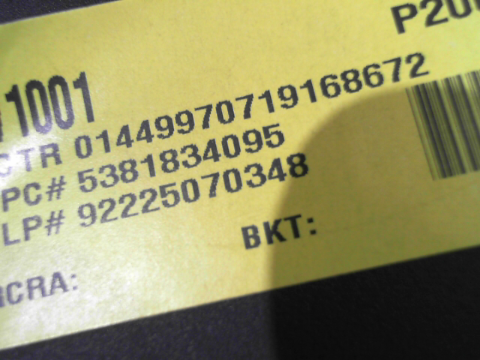 P20
1001
CTR 01449970719168672
PC# 5381834095
LP# 92225070348
BKT:
RCRA: